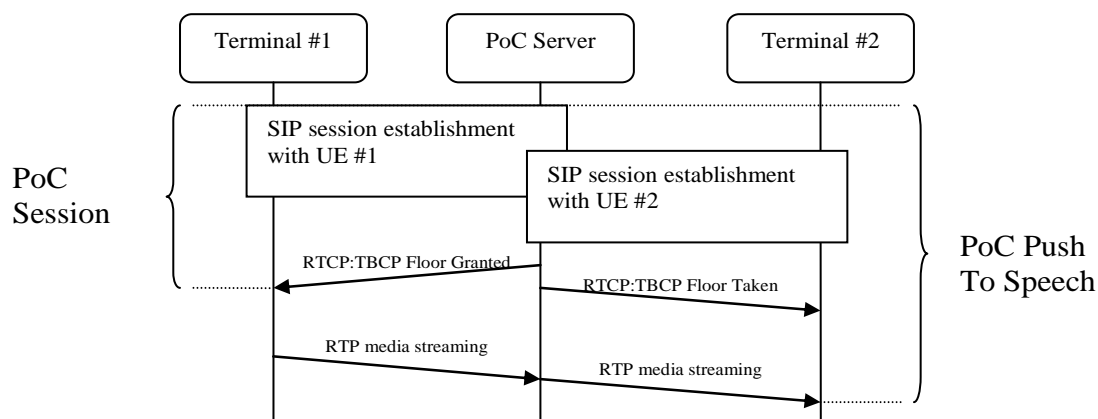 Terminal #1
PoC Server
Terminal #2
SIP session establishment
with UE #1
SIP session establishment
with UE #2
PoC
Session
RTCP:TBCP Floor Granted
RTCP:TBCP Floor Taken
PoC Push
To Speech
RTP media streaming
RTP media streaming